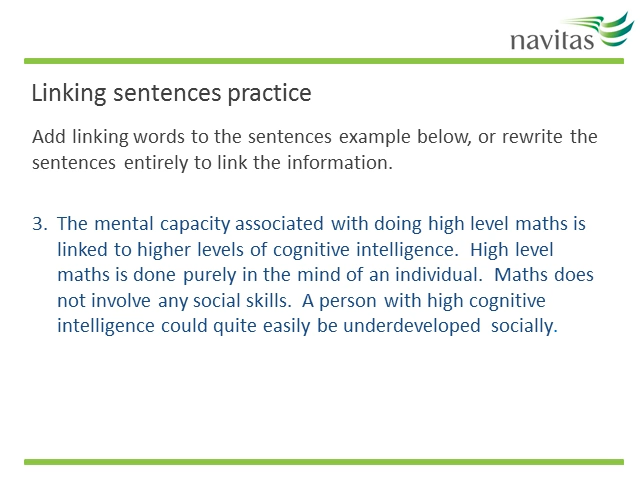 navitas
Linking sentences practice
Add linking words to the sentences example below, or rewrite the
sentences entirely to link the information.
3. The mental capacity associated with doing high level maths is
linked to higher levels of cognitive intelligence. High level
maths is done purely in the mind of an individual. Maths does
not involve any social skills. A person with high cognitive
intelligence could quite easily be underdeveloped socially.